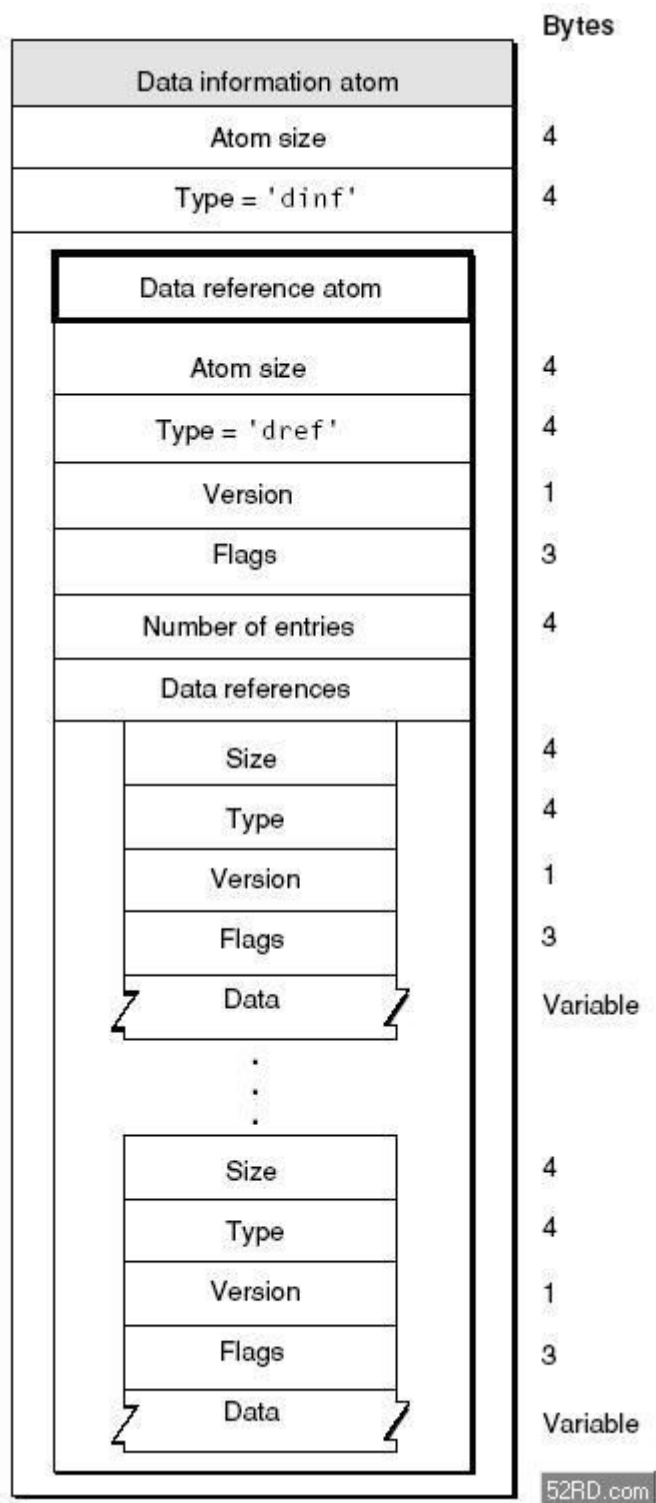 Bytes
Data information atom
Atom size 4
Type = 'dinf' 4
Data reference atom
Atom size 4
Type = 'dref' 4
Version 1
Flags 3
Number of entries 4
Data references
Size 4
Type 4
Version 1
Flags 3
Data Variable
Size 4
Type 4
Version 1
Flags 3
Data Variable
52RD.com